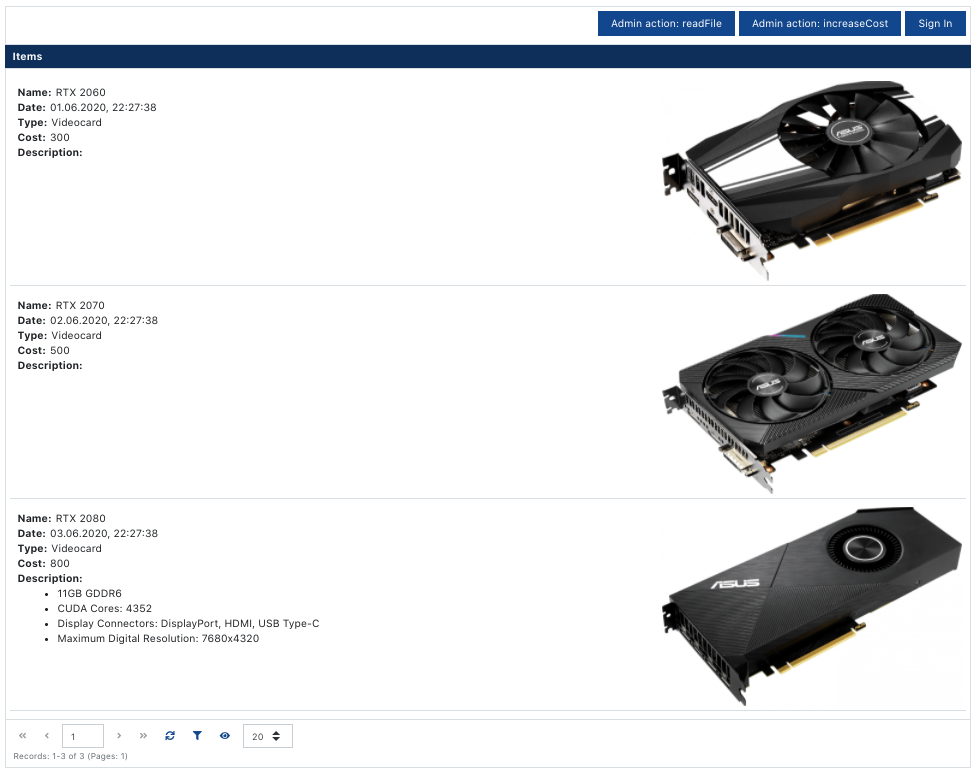 Admin action: readFile Admin action: increaseCost Sign In
Items
Name: RTX 2060
Date: 01.06.2020, 22:27:38
Type: Videocard
Cost: 300
Description:
ASUS
Name: RTX 2070
Date: 02.06.2020, 22:27:38
Type: Videocard
Cost: 500
Description:
ASUS
ASUS
Name: RTX 2080
Date: 03.06.2020, 22:27:38
Type: Videocard
Cost: 800
Description:
• 11GB GDDR6
• CUDA Cores: 4352
• Display Connectors: DisplayPort, HDMI, USB Type-C
• Maximum Digital Resolution: 7680x4320
ASUS
1 20
Records: 1-3 of 3 (Pages: 1)